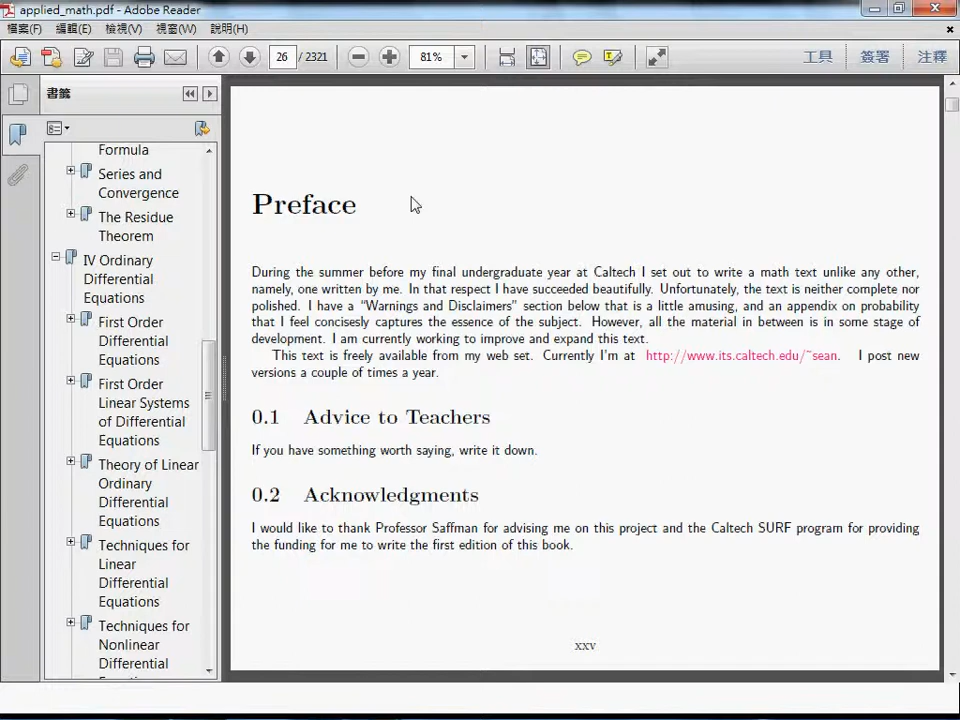 applied_math.pdf - Adobe Reader
檔案(F) 編輯(E) 檢視(V) 視窗(W) 說明(H)
26 / 2321 81% 工具 簽署 注釋
書籤
Formula
Series and
Convergence
The Residue
Theorem
IV Ordinary
Differential
Equations
First Order
Differential
Equations
First Order
Linear Systems
of Differential
Equations
Theory of Linear
Ordinary
Differential
Equations
Techniques for
Linear
Differential
Equations
Techniques for
Nonlinear
Differential
Preface
During the summer before my final undergraduate year at Caltech I set out to write a math text unlike any other,
namely, one written by me. In that respect I have succeeded beautifully. Unfortunately, the text is neither complete nor
polished. I have a “Warnings and Disclaimers” section below that is a little amusing, and an appendix on probability
that I feel concisely captures the essence of the subject. However, all the material in between is in some stage of
development. I am currently working to improve and expand this text.
This text is freely available from my web set. Currently I'm at http://www.its.caltech.edu/˜sean. I post new
versions a couple of times a year.
0.1 Advice to Teachers
If you have something worth saying, write it down.
0.2 Acknowledgments
I would like to thank Professor Saffman for advising me on this project and the Caltech SURF program for providing
the funding for me to write the first edition of this book.
xxv